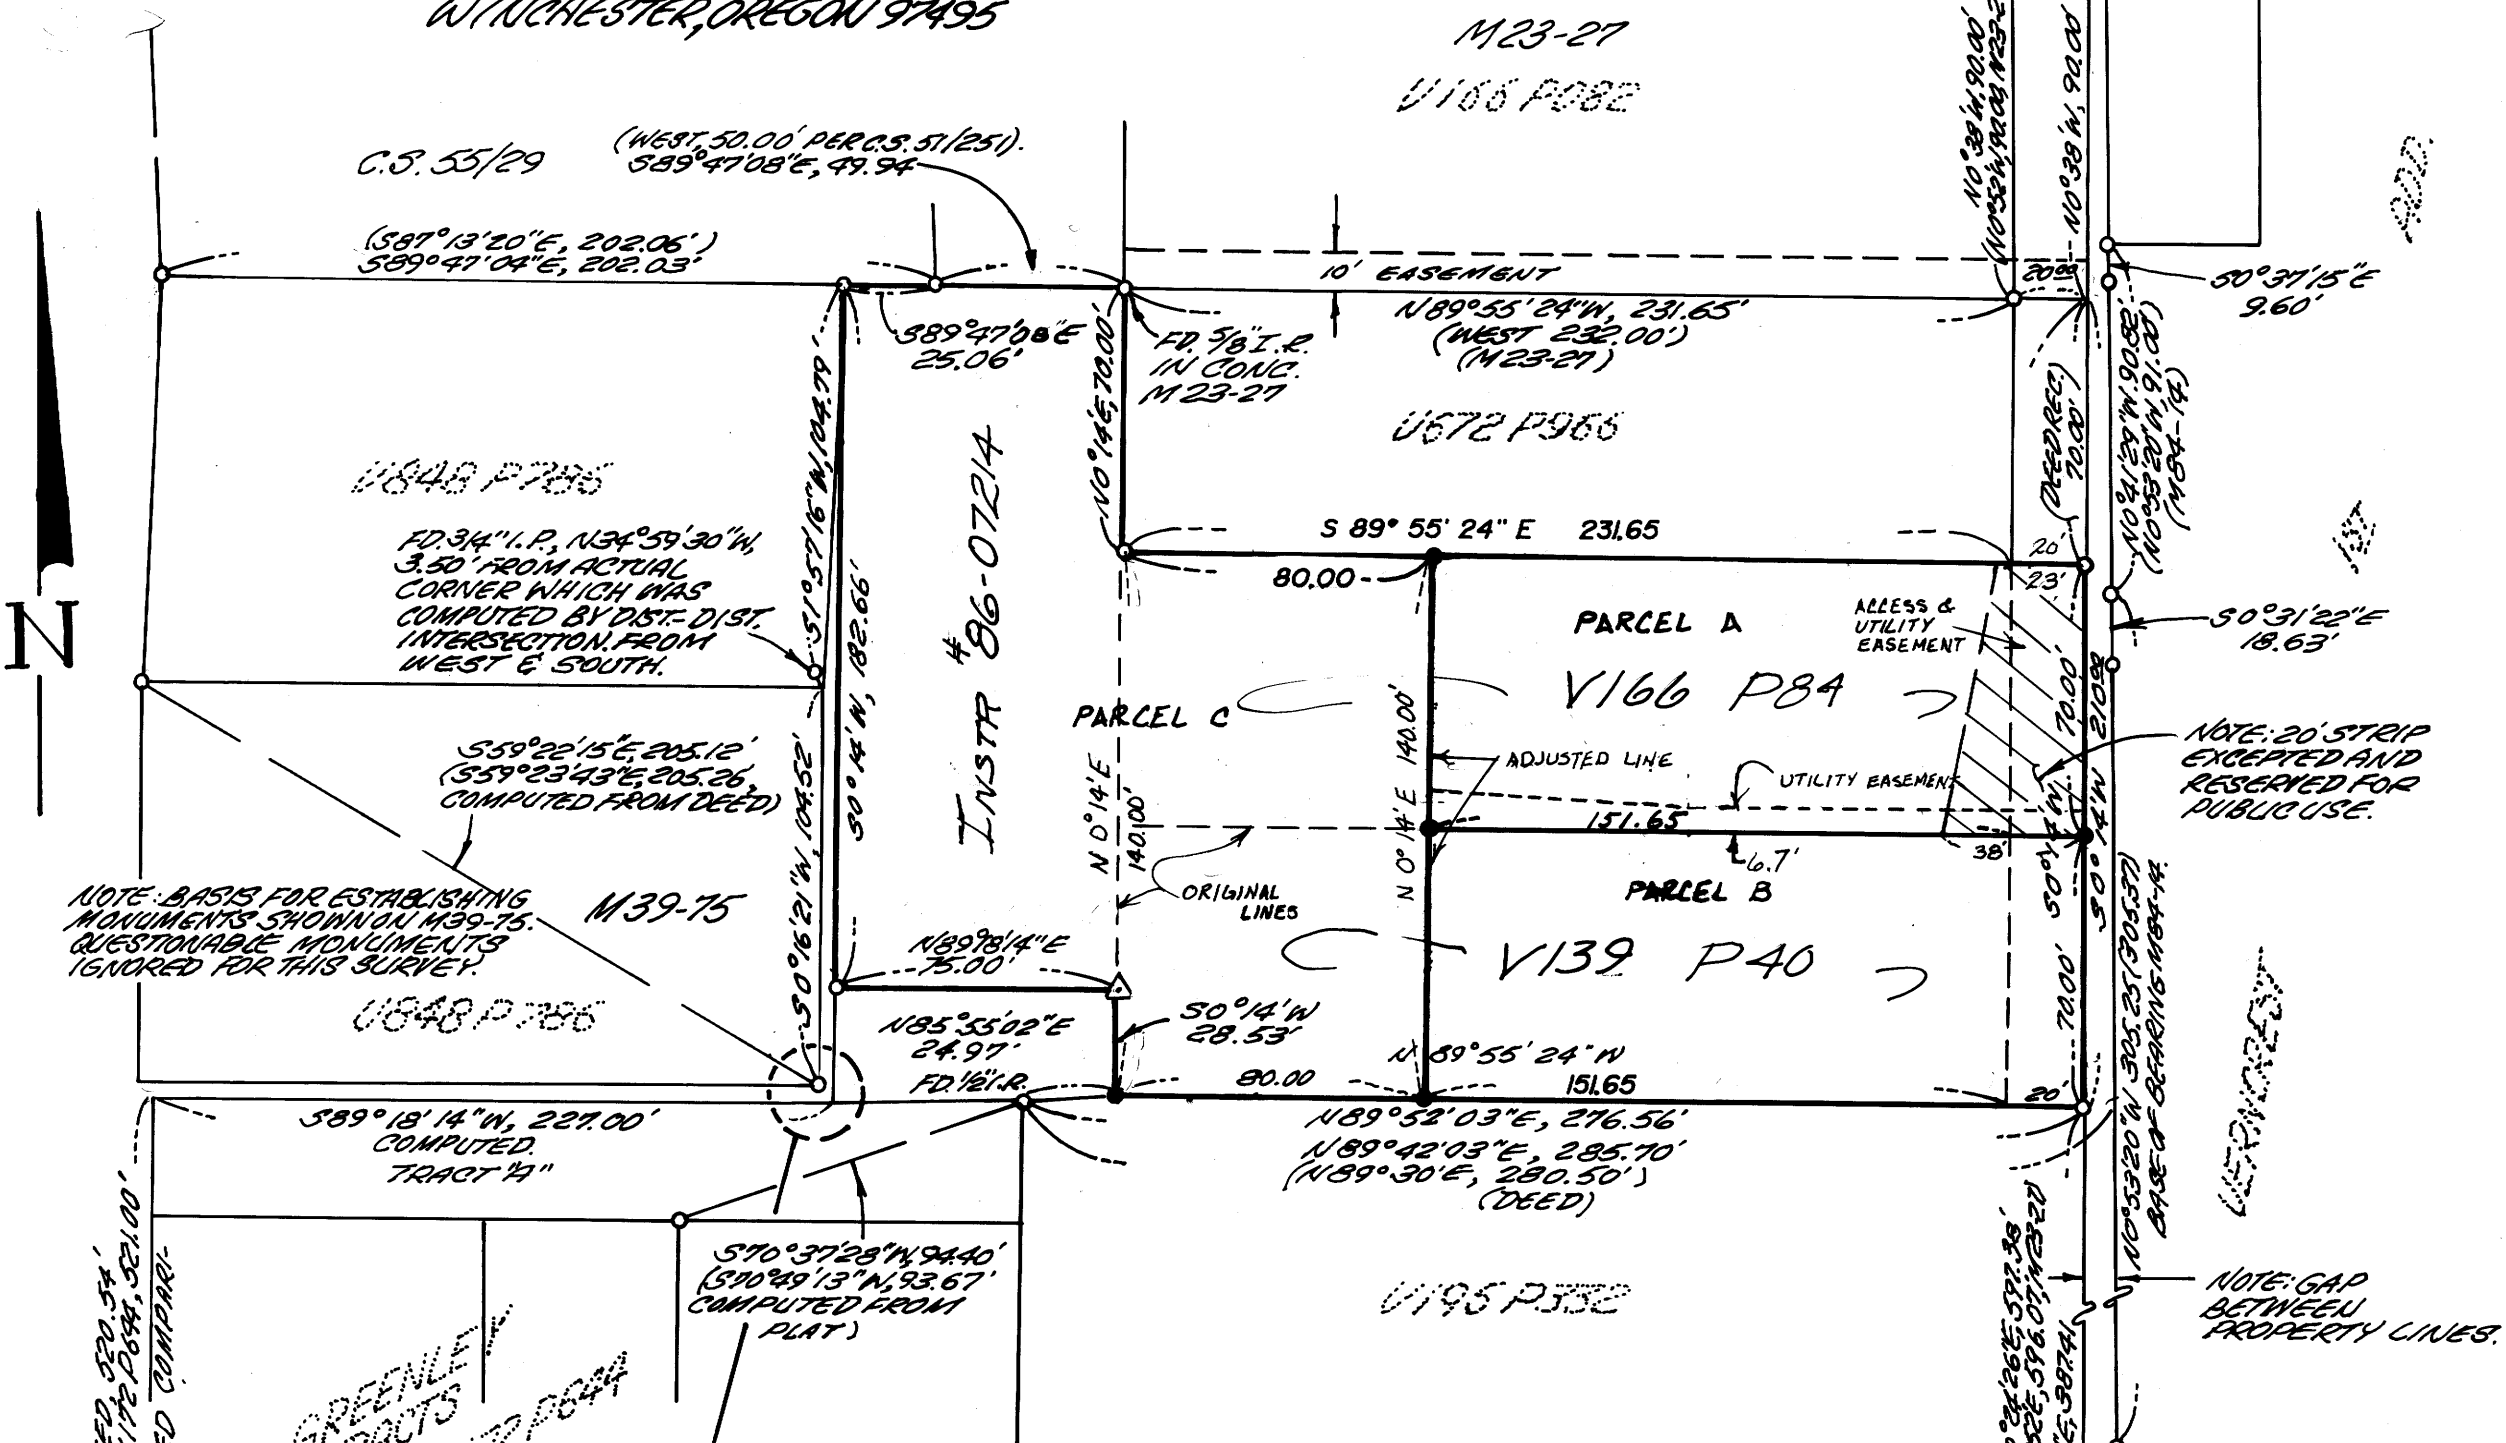 WINCHESTER, OREGON 97495
M23-27
V166 P082
N0°38'W, 90.00'
N0°38'W, 90.00'
C.S. 55/29
(WEST, 50.00' PER C.S. 51/251).
S89°47'08"E, 49.94
(S87°13'20"E, 202.06')
S89°47'04"E, 202.03'
10' EASEMENT
20.00
N89°55'24"W, 231.65'
(WEST 232.00')
(M23-27)
S0°37'15"E
9.60'
S89°47'08"E
25.06'
FD. 5/8" I.R.
IN CONC.
M23-27
N0°14'E, 70.00'
S1°57'16"W, 104.79'
V672 P966
(DEED REC.)
70.00')
N0°41'29"W, 90.82'
(N0°53'20"W, 91.00')
(M84-14)
ADD.
V848 P785
INSTR # 86-07214
S0°14'W, 182.66'
FD. 3/4" I.P., N34°59'30"W,
3.50' FROM ACTUAL
CORNER WHICH WAS
COMPUTED BY DIST.-DIST.
INTERSECTION FROM
WEST & SOUTH.
N
S 89° 55' 24" E 231.65
80.00
20'
23'
PARCEL A
ACCESS &
UTILITY
EASEMENT
S0°31'22"E
18.63'
V166 P84
PARCEL C
N 0°14'E
140.00'
N 0°14'E 140.00'
ADJUSTED LINE
UTILITY EASEMENT
S0°14'W 70.00'
S0°14'W 210.00
NOTE: 20' STRIP
EXCEPTED AND
RESERVED FOR
PUBLIC USE.
S59°22'15"E, 205.12'
(S59°23'43"E, 205.26',
COMPUTED FROM DEED)
S0°16'21"W, 104.52'
151.65
38'
6.7'
ORIGINAL
LINES
PARCEL B
V139 P40
NOTE: BASIS FOR ESTABLISHING
MONUMENTS SHOWN ON M39-75.
QUESTIONABLE MONUMENTS
IGNORED FOR THIS SURVEY.
M39-75
V848 P786
N89°18'14"E
75.00'
S0°14'W
28.53'
N85°55'02"E
24.97'
FD. 1/2" I.R.
80.00
N 89°55'24"W
151.65
70.00'
20'
N0°53'20"W 305.25' (305.37')
BASE OF BEARING M84-14.
S89°18'14"W, 227.00'
COMPUTED.
TRACT "A"
N89°52'03"E, 276.56'
N89°42'03"E, 285.70'
(N89°30'E, 280.50')
(DEED)
S70°37'28"W, 94.40'
(S70°49'13"W, 93.67'
COMPUTED FROM
PLAT)
V195 P332
NOTE: GAP
BETWEEN
PROPERTY LINES.
GREENLEY
TRACTS